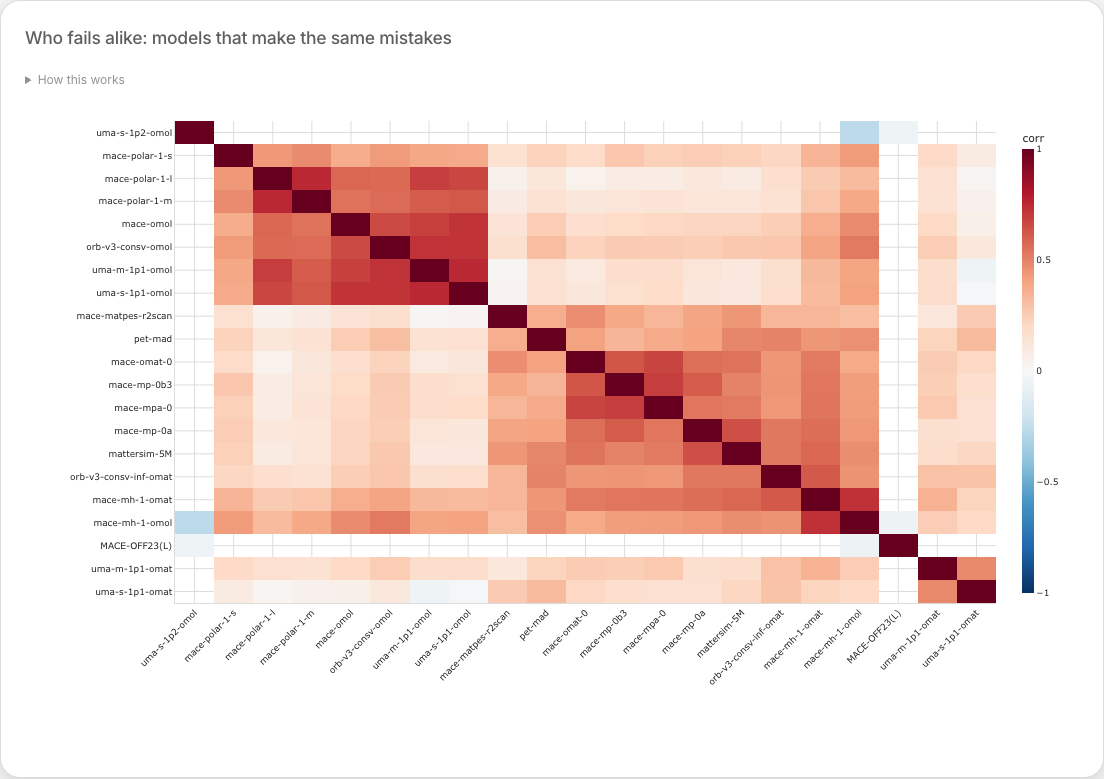 Who fails alike: models that make the same mistakes
▶ How this works
corr
uma-s-1p2-omol
mace-polar-1-s
mace-polar-1-l
mace-polar-1-m
mace-omol
orb-v3-consv-omol
uma-m-1p1-omol
uma-s-1p1-omol
mace-matpes-r2scan
pet-mad
mace-omat-0
mace-mp-0b3
mace-mpa-0
mace-mp-0a
mattersim-5M
orb-v3-consv-inf-omat
mace-mh-1-omat
mace-mh-1-omol
MACE-OFF23(L)
uma-m-1p1-omat
uma-s-1p1-omat
1
0.5
0
−0.5
−1
uma-s-1p2-omol
mace-polar-1-s
mace-polar-1-l
mace-polar-1-m
mace-omol
orb-v3-consv-omol
uma-m-1p1-omol
uma-s-1p1-omol
mace-matpes-r2scan
pet-mad
mace-omat-0
mace-mp-0b3
mace-mpa-0
mace-mp-0a
mattersim-5M
orb-v3-consv-inf-omat
mace-mh-1-omat
mace-mh-1-omol
MACE-OFF23(L)
uma-m-1p1-omat
uma-s-1p1-omat